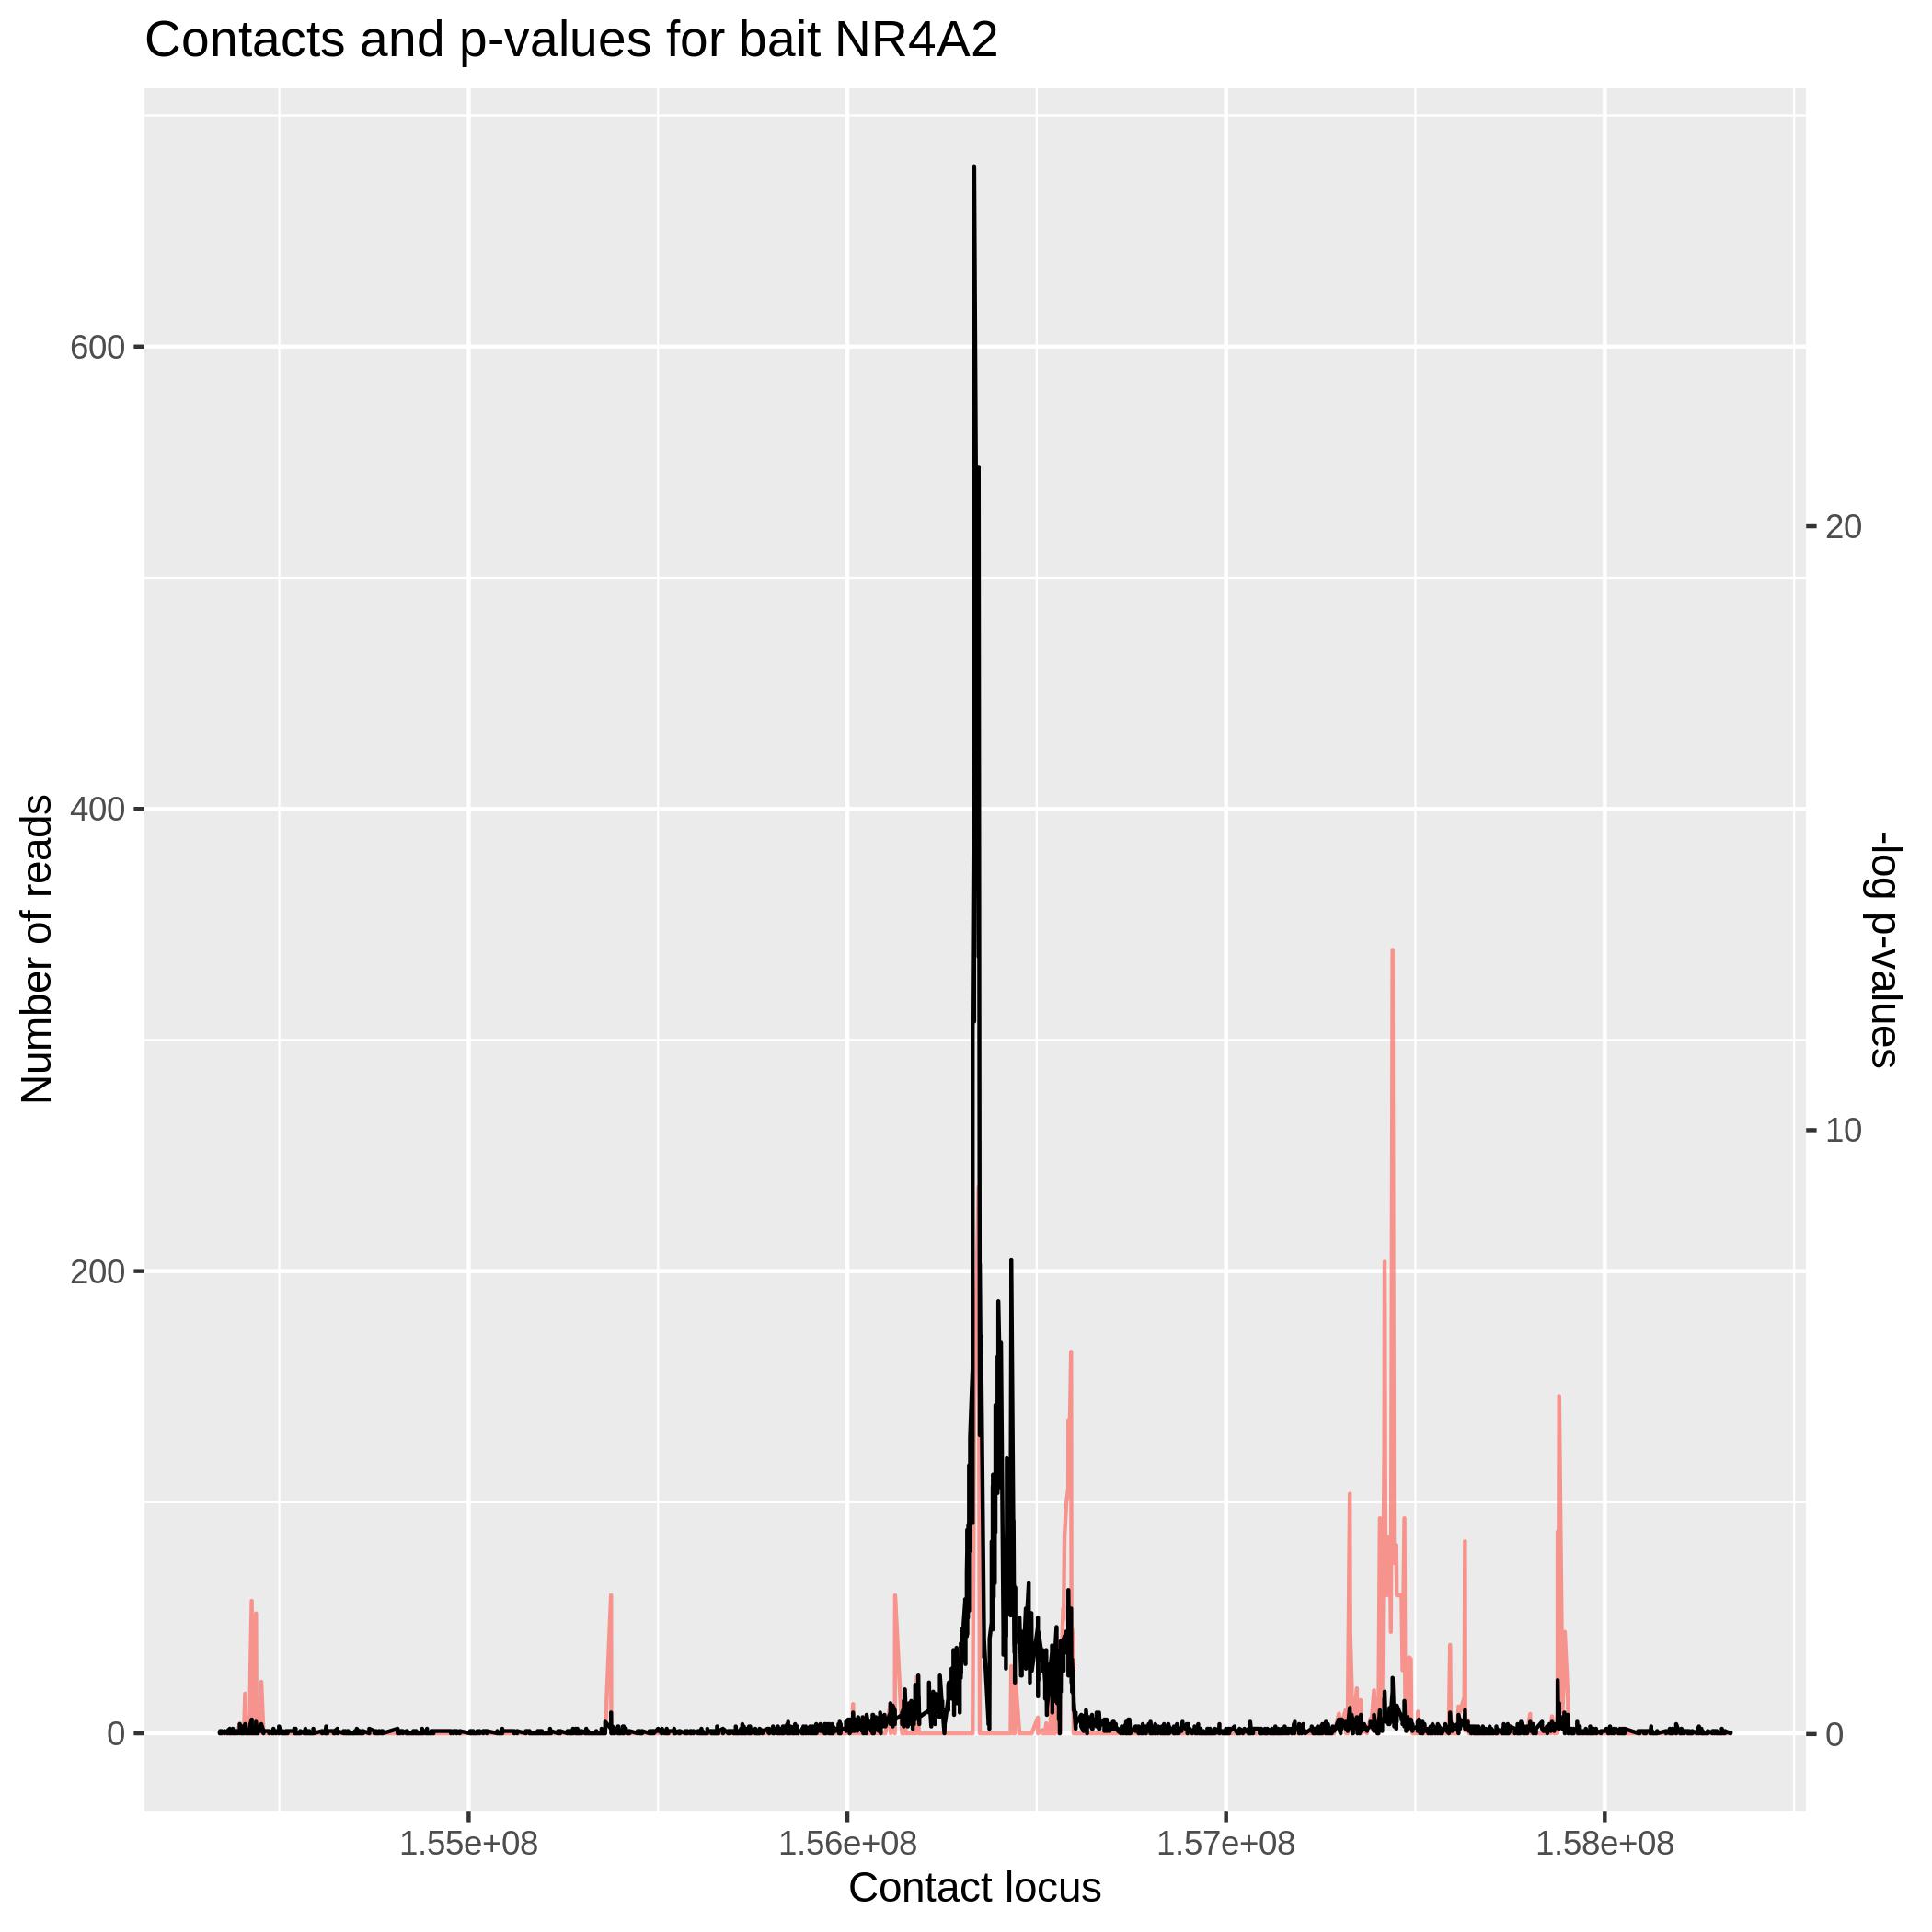 Contacts and p-values for bait NR4A2
600
400
200
0
Number of reads
20
10
0
-log p-values
1.55e+08
1.56e+08
1.57e+08
1.58e+08
Contact locus